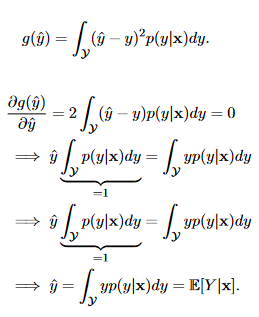 g(ŷ) = ∫_𝒴 (ŷ − y)²p(y|𝐱)dy.
∂g(ŷ)/∂ŷ = 2 ∫_𝒴 (ŷ − y)p(y|𝐱)dy = 0
⟹ ŷ ∫_𝒴 p(y|𝐱)dy = ∫_𝒴 yp(y|𝐱)dy
=1
⟹ ŷ ∫_𝒴 p(y|𝐱)dy = ∫_𝒴 yp(y|𝐱)dy
=1
⟹ ŷ = ∫_𝒴 yp(y|𝐱)dy = 𝔼[Y|𝐱].